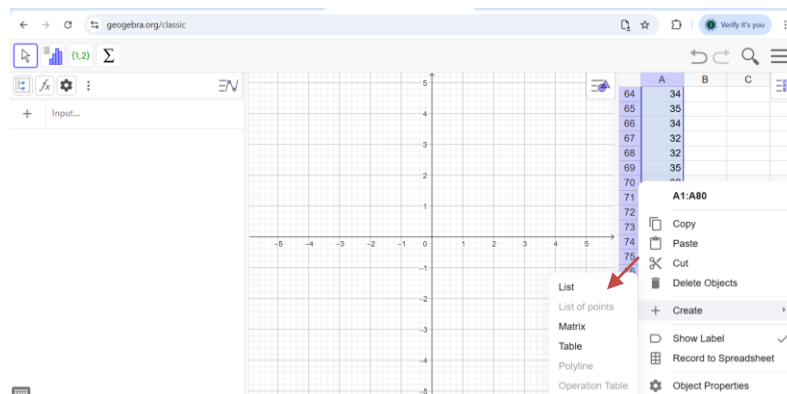 geogebra.org/classic
Verify it's you
{1,2} Σ
fx
A B C
+ Input...
64 34
65 35
66 34
67 32
68 32
69 35
70
71
72
73
74
75
76
5
4
3
2
1
-5 -4 -3 -2 -1 0 1 2 3 4 5
-1
-2
-3
-4
-5
A1:A80
Copy
Paste
Cut
Delete Objects
+ Create
Show Label
Record to Spreadsheet
Object Properties
List
List of points
Matrix
Table
Polyline
Operation Table